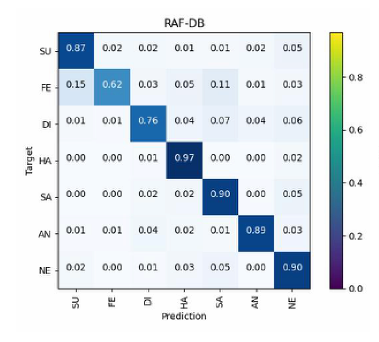 RAF-DB
SU 0.87 0.02 0.02 0.01 0.01 0.02 0.05
FE 0.15 0.62 0.03 0.05 0.11 0.01 0.03
DI 0.01 0.01 0.76 0.04 0.07 0.04 0.06
HA 0.00 0.00 0.01 0.97 0.00 0.00 0.02
SA 0.00 0.00 0.02 0.02 0.90 0.00 0.05
AN 0.01 0.01 0.04 0.02 0.01 0.89 0.03
NE 0.02 0.00 0.01 0.03 0.05 0.00 0.90
SU FE DI HA SA AN NE
Target
Prediction
0.8
0.6
0.4
0.2
0.0